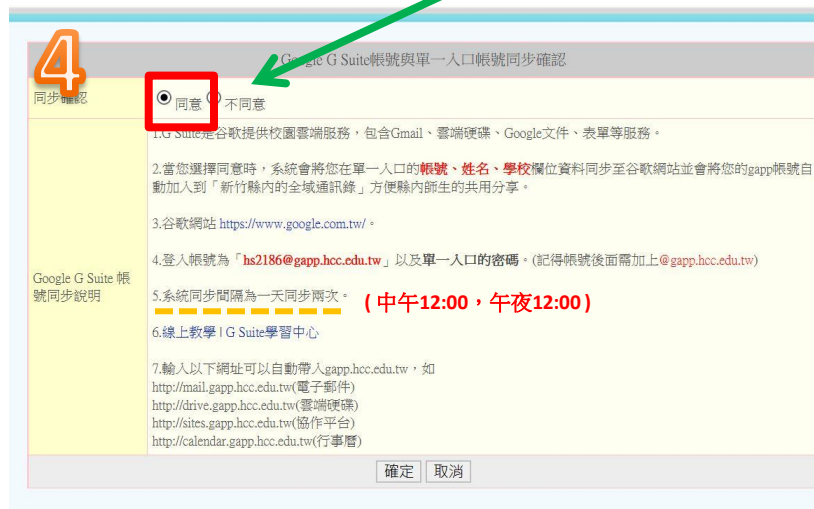 4
Google G Suite帳號與單一入口帳號同步確認
同步確認
同意 不同意
1.G Suite是谷歌提供校園雲端服務，包含Gmail、雲端硬碟、Google文件、表單等服務。
2.當您選擇同意時，系統會將您在單一入口的帳號、姓名、學校欄位資料同步至谷歌網站並會將您的gapp帳號自
動加入到「新竹縣內的全域通訊錄」方便縣內師生的共用分享。
3.谷歌網站 https://www.google.com.tw/。
4.登入帳號為「hs2186@gapp.hcc.edu.tw」以及單一入口的密碼。(記得帳號後面需加上@gapp.hcc.edu.tw)
Google G Suite 帳
號同步說明
5.系統同步間隔為一天同步兩次。 ( 中午12:00，午夜12:00 )
6.線上教學 | G Suite學習中心
7.輸入以下網址可以自動帶入gapp.hcc.edu.tw，如
http://mail.gapp.hcc.edu.tw(電子郵件)
http://drive.gapp.hcc.edu.tw(雲端硬碟)
http://sites.gapp.hcc.edu.tw(協作平台)
http://calendar.gapp.hcc.edu.tw(行事曆)
確定 取消